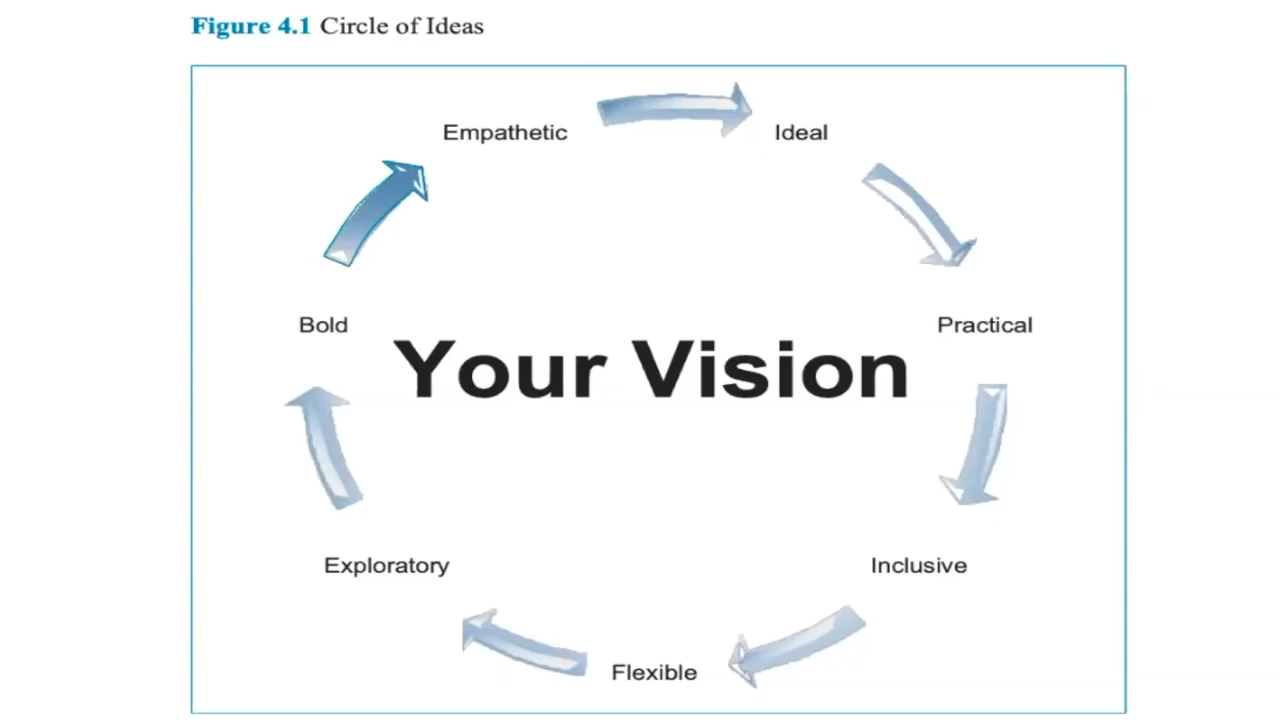 Figure 4.1 Circle of Ideas
Empathetic
Ideal
Bold
Practical
Your Vision
Exploratory
Inclusive
Flexible